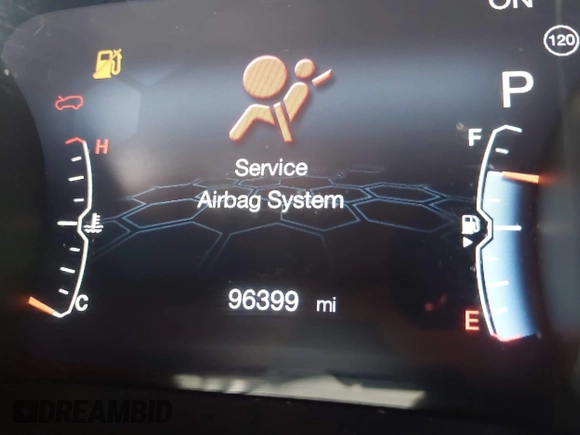 ON
120
P
H
F
Service
Airbag System
C
96399 mi
E
DREAMBID